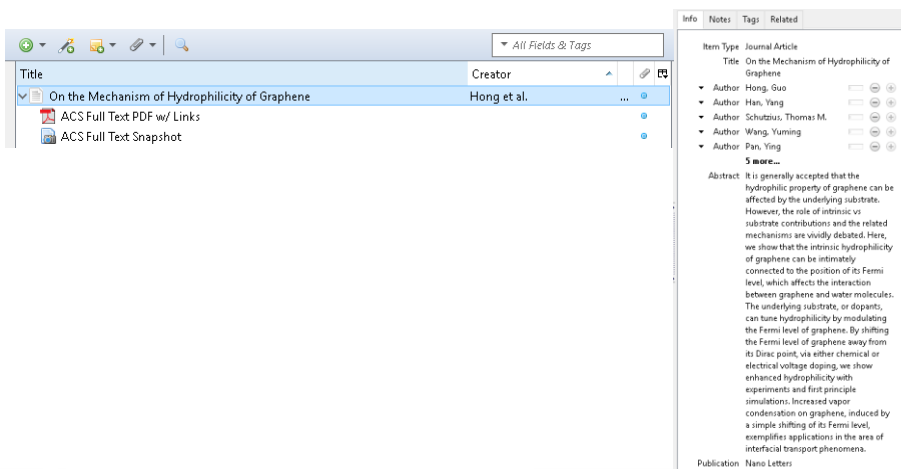 All Fields & Tags
Title Creator
On the Mechanism of Hydrophilicity of Graphene Hong et al. ...
ACS Full Text PDF w/ Links
ACS Full Text Snapshot
Info Notes Tags Related
Item Type Journal Article
Title On the Mechanism of Hydrophilicity of
Graphene
Author Hong, Guo
Author Han, Yang
Author Schutzius, Thomas M.
Author Wang, Yuming
Author Pan, Ying
5 more...
Abstract It is generally accepted that the
hydrophilic property of graphene can be
affected by the underlying substrate.
However, the role of intrinsic vs
substrate contributions and the related
mechanisms are vividly debated. Here,
we show that the intrinsic hydrophilicity
of graphene can be intimately
connected to the position of its Fermi
level, which affects the interaction
between graphene and water molecules.
The underlying substrate, or dopants,
can tune hydrophilicity by modulating
the Fermi level of graphene. By shifting
the Fermi level of graphene away from
its Dirac point, via either chemical or
electrical voltage doping, we show
enhanced hydrophilicity with
experiments and first principle
simulations. Increased vapor
condensation on graphene, induced by
a simple shifting of its Fermi level,
exemplifies applications in the area of
interfacial transport phenomena.
Publication Nano Letters